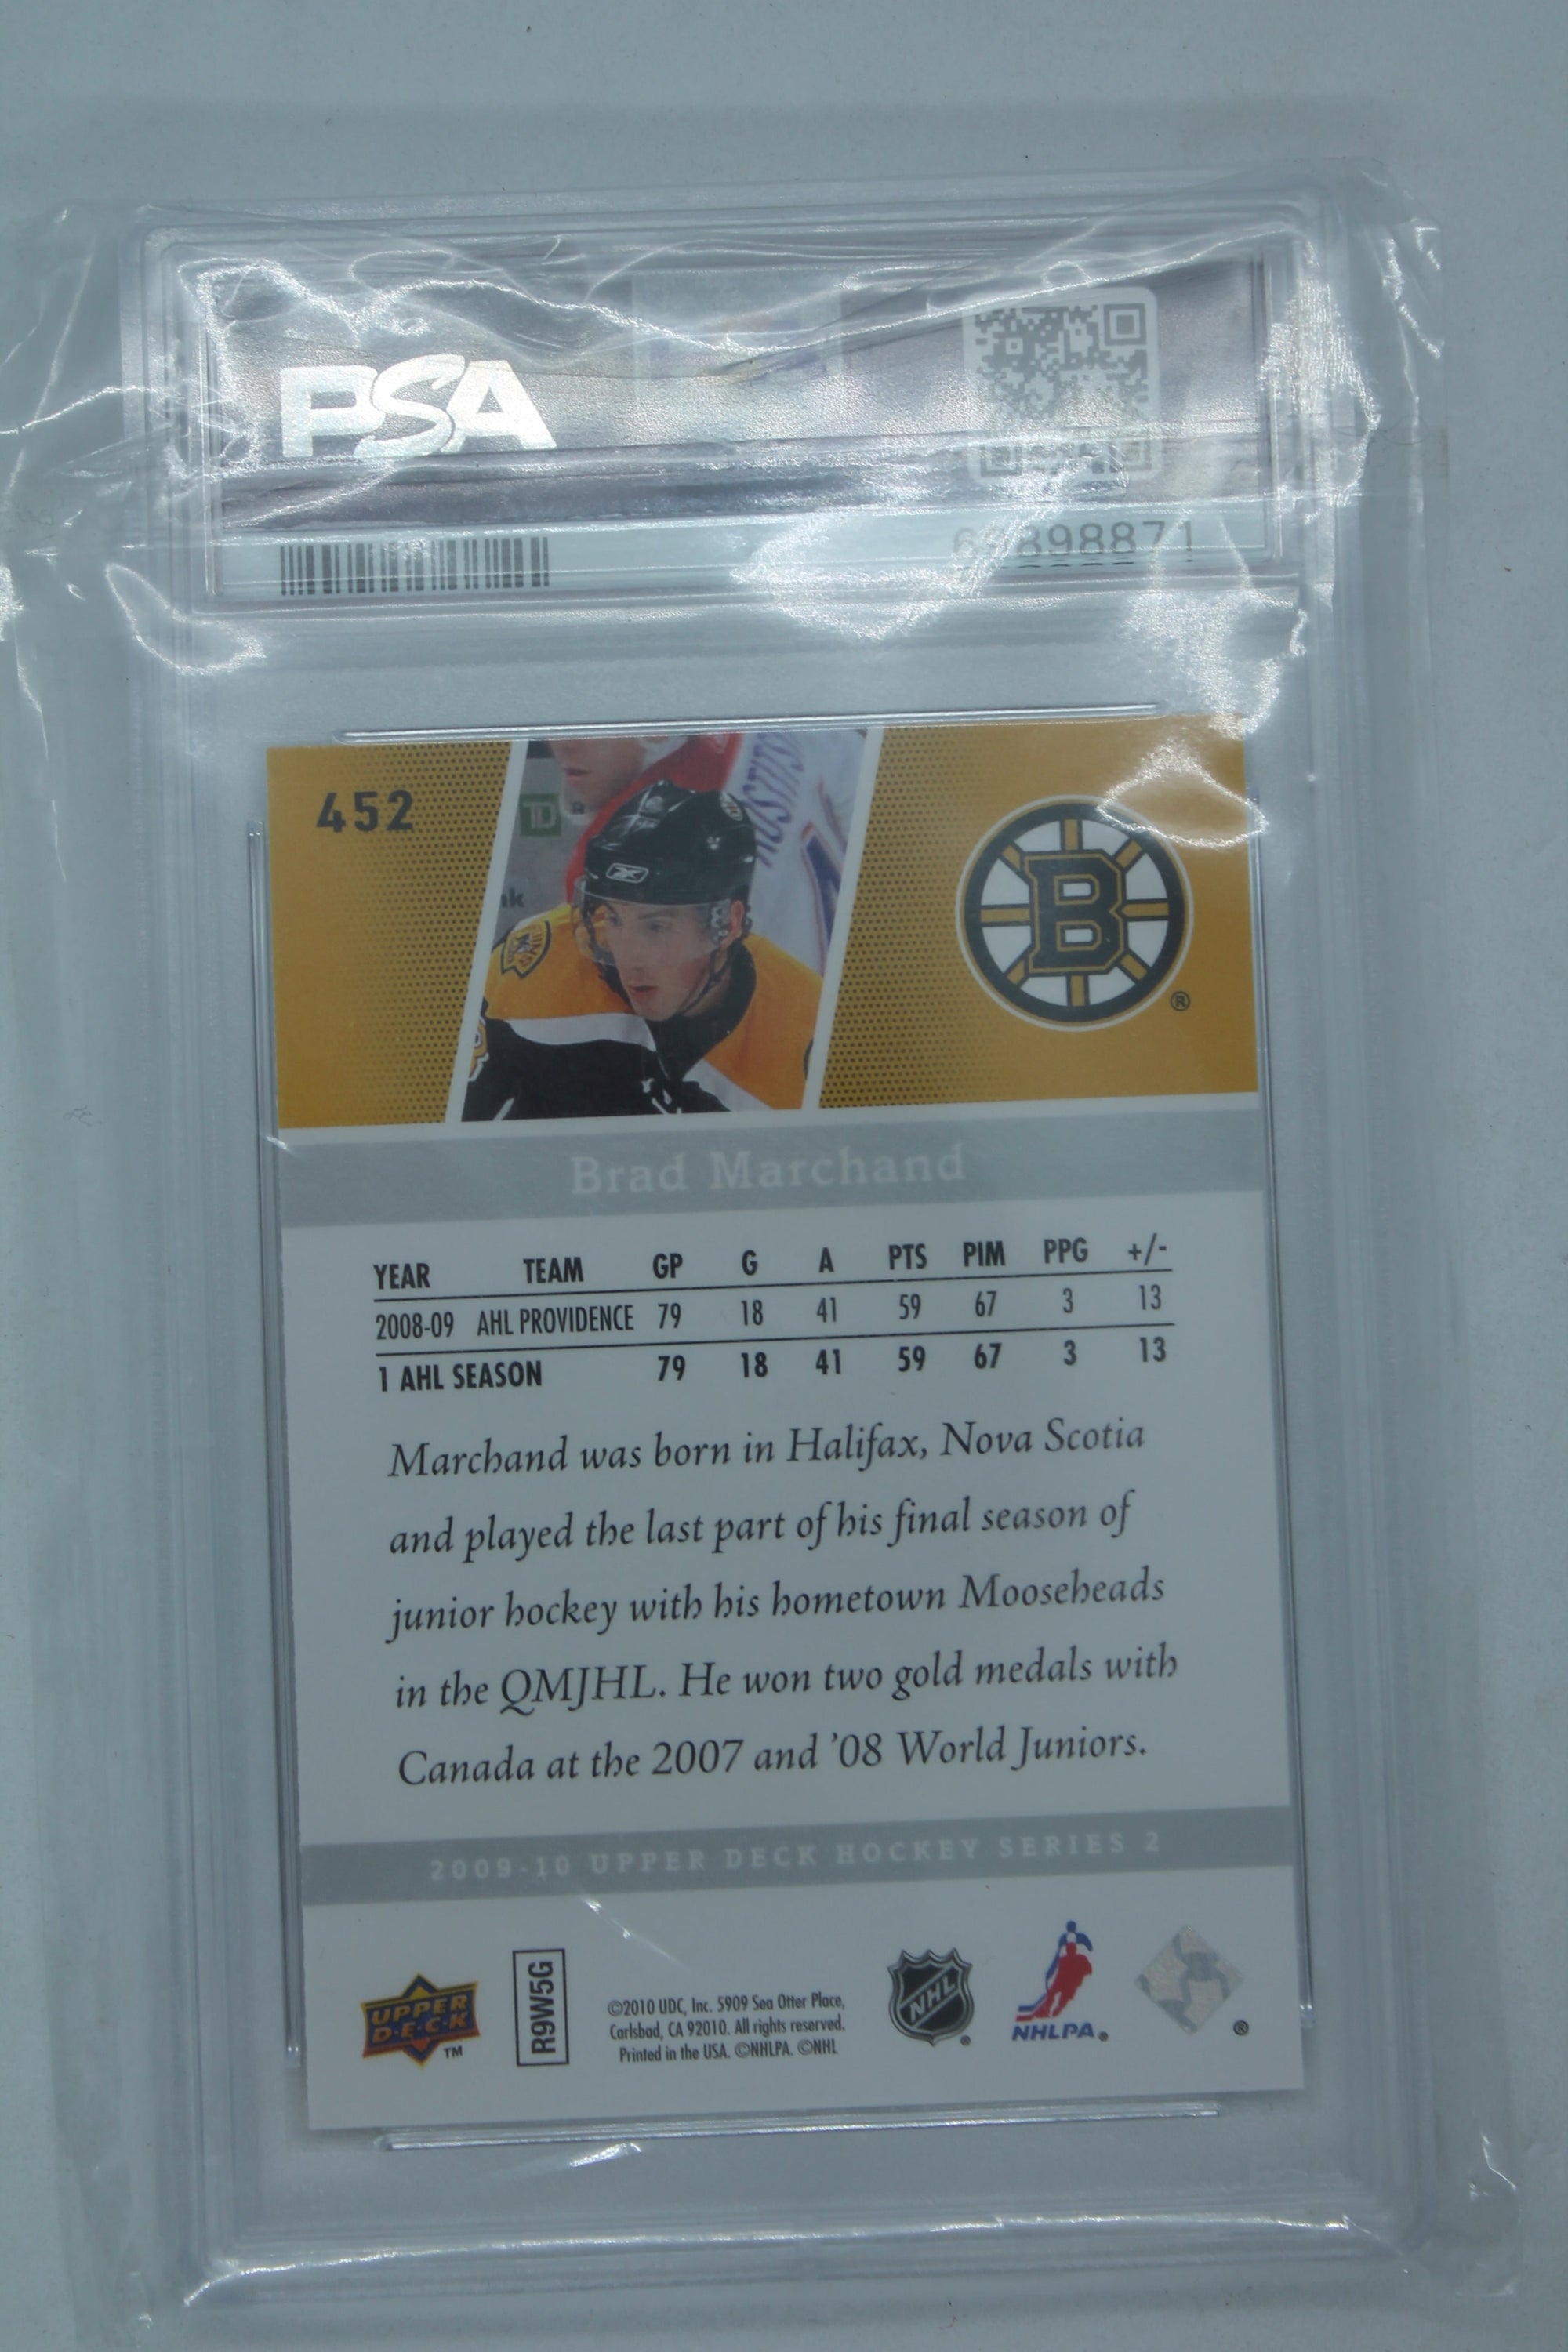 PSA
898871
452
TD
B
Brad Marchand
YEAR TEAM GP G A PTS PIM PPG +/-
2008-09 AHL PROVIDENCE 79 18 41 59 67 3 13
1 AHL SEASON 79 18 41 59 67 3 13
Marchand was born in Halifax, Nova Scotia
and played the last part of his final season of
junior hockey with his hometown Mooseheads
in the QMJHL. He won two gold medals with
Canada at the 2007 and '08 World Juniors.
2009-10 UPPER DECK HOCKEY SERIES 2
UPPER
D•E•C•K
TM
R9W5G
©2010 UDC, Inc. 5909 Sea Otter Place,
Carlsbad, CA 92010. All rights reserved.
Printed in the USA. ©NHLPA. ©NHL
NHL
NHLPA®
®